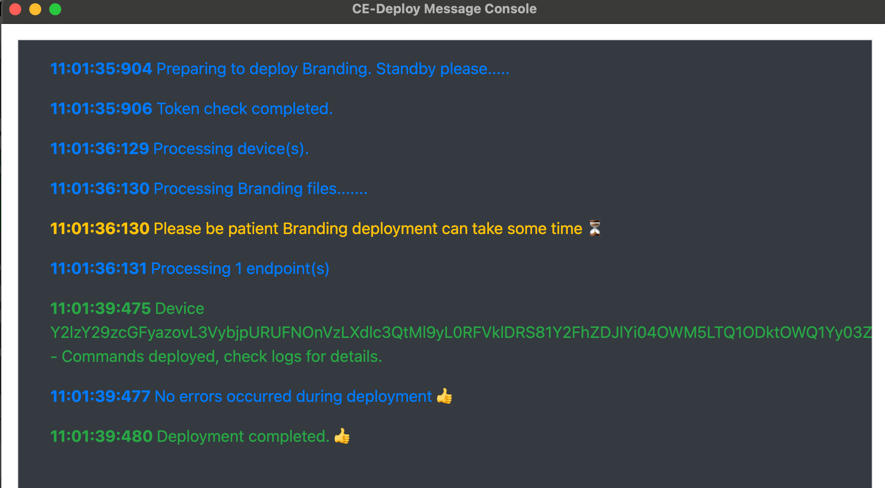 CE-Deploy Message Console
11:01:35:904 Preparing to deploy Branding. Standby please.....
11:01:35:906 Token check completed.
11:01:36:129 Processing device(s).
11:01:36:130 Processing Branding files.......
11:01:36:130 Please be patient Branding deployment can take some time ⏳
11:01:36:131 Processing 1 endpoint(s)
11:01:39:475 Device
Y2lzY29zcGFyazovL3VybjpURUFNOnVzLXdlc3QtMl9yL0RFVklDRS81Y2FhZDJlYi04OWM5LTQ1ODktOWQ1Yy03Z
- Commands deployed, check logs for details.
11:01:39:477 No errors occurred during deployment 👍
11:01:39:480 Deployment completed. 👍